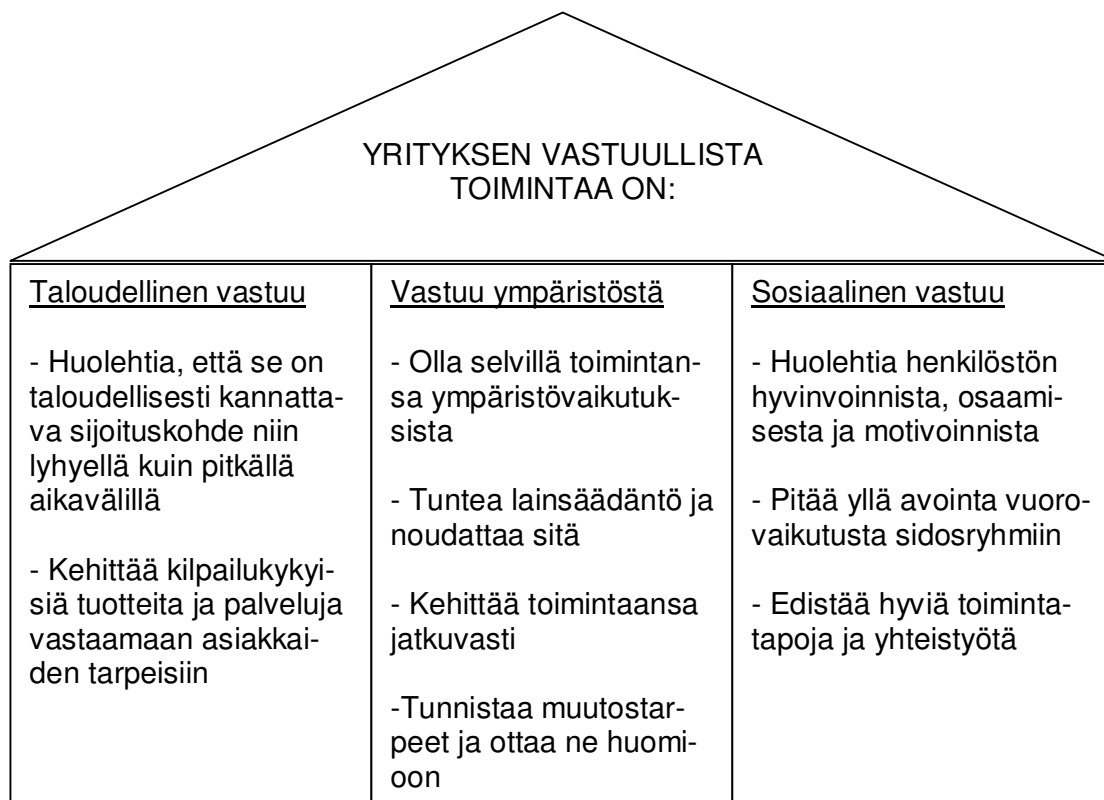 YRITYKSEN VASTUULLISTA
TOIMINTAA ON:
Taloudellinen vastuu
- Huolehtia, että se on
taloudellisesti kannatta-
va sijoituskohde niin
lyhyellä kuin pitkällä
aikavälillä
- Kehittää kilpailukykyi-
siä tuotteita ja palveluja
vastaamaan asiakkai-
den tarpeisiin
Vastuu ympäristöstä
- Olla selvillä toimintan-
sa ympäristövaikutuk-
sista
- Tuntea lainsäädäntö ja
noudattaa sitä
- Kehittää toimintaansa
jatkuvasti
-Tunnistaa muutostar-
peet ja ottaa ne huomi-
oon
Sosiaalinen vastuu
- Huolehtia henkilöstön
hyvinvoinnista, osaami-
sesta ja motivoinnista
- Pitää yllä avointa vuoro-
vaikutusta sidosryhmiin
- Edistää hyviä toiminta-
tapoja ja yhteistyötä